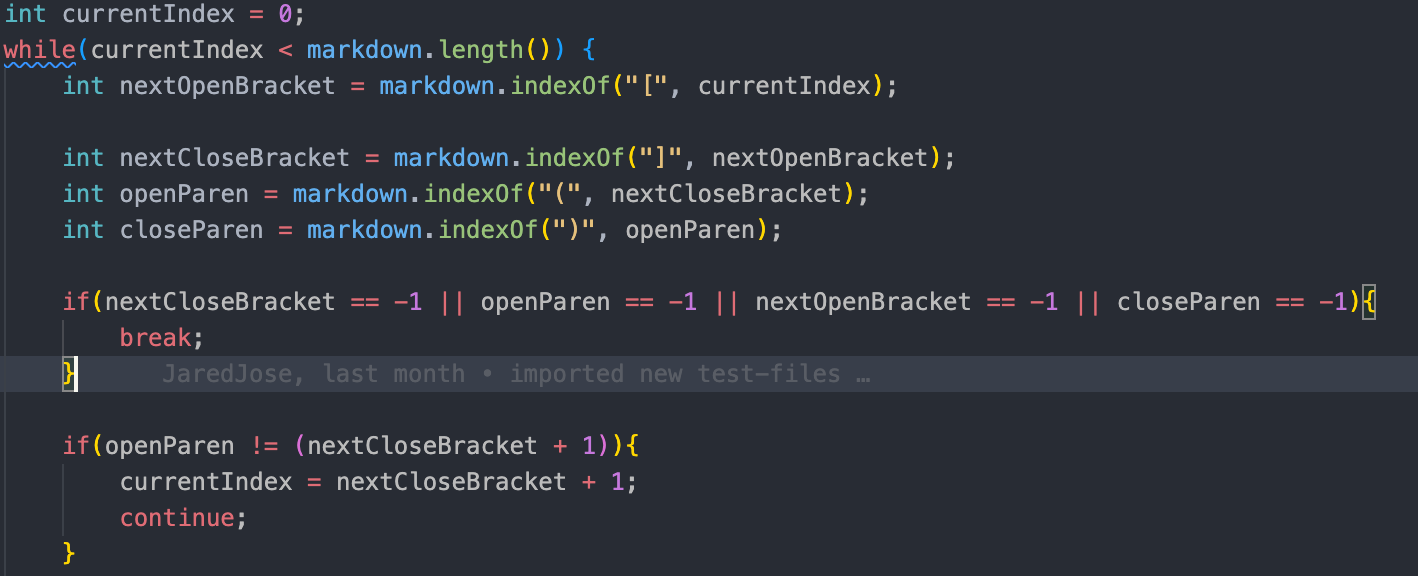 int currentIndex = 0;
while(currentIndex < markdown.length()) {
    int nextOpenBracket = markdown.indexOf("[", currentIndex);
    int nextCloseBracket = markdown.indexOf("]", nextOpenBracket);
    int openParen = markdown.indexOf("(", nextCloseBracket);
    int closeParen = markdown.indexOf(")", openParen);
    if(nextCloseBracket == -1 || openParen == -1 || nextOpenBracket == -1 || closeParen == -1){
        break;
    }      JaredJose, last month • imported new test-files …
    if(openParen != (nextCloseBracket + 1)){
        currentIndex = nextCloseBracket + 1;
        continue;
    }